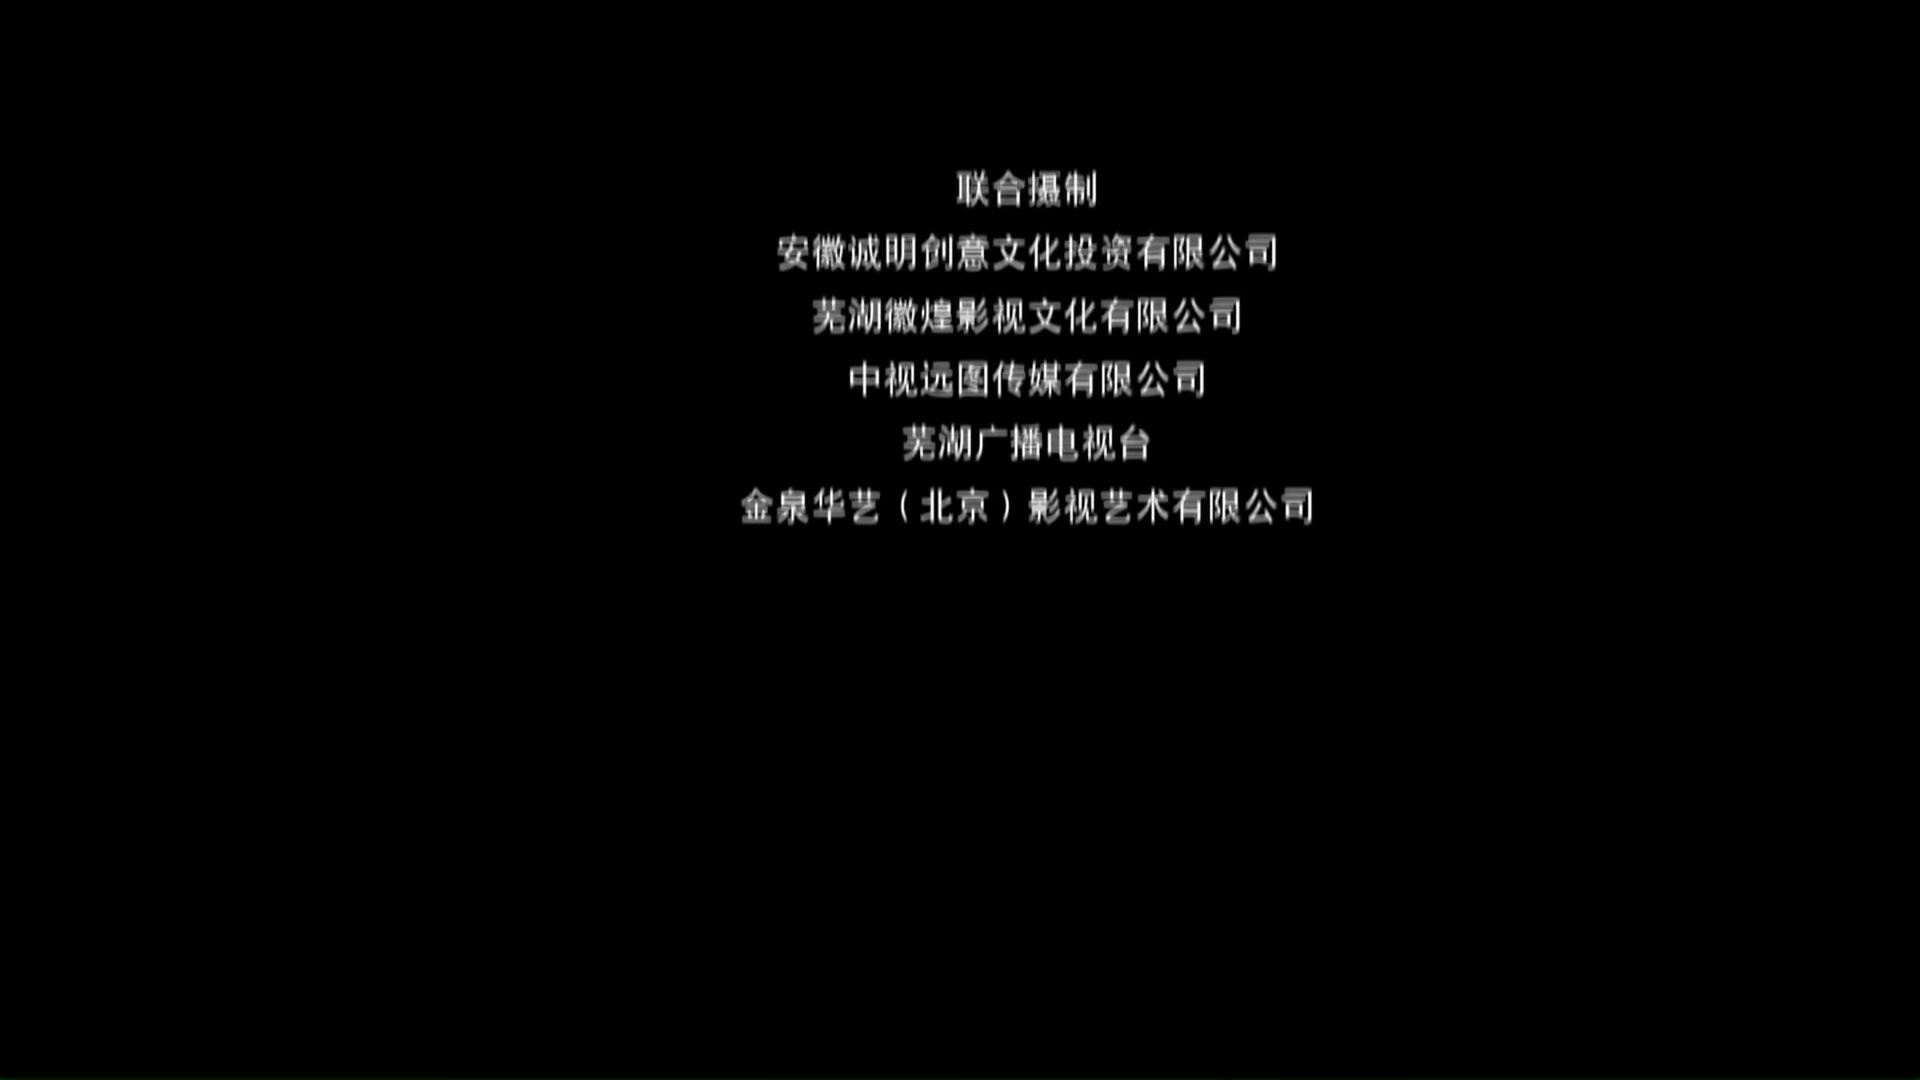 联合摄制
安徽诚明创意文化投资有限公司
芜湖徽煌影视文化有限公司
中视远图传媒有限公司
芜湖广播电视台
金泉华艺（北京）影视艺术有限公司